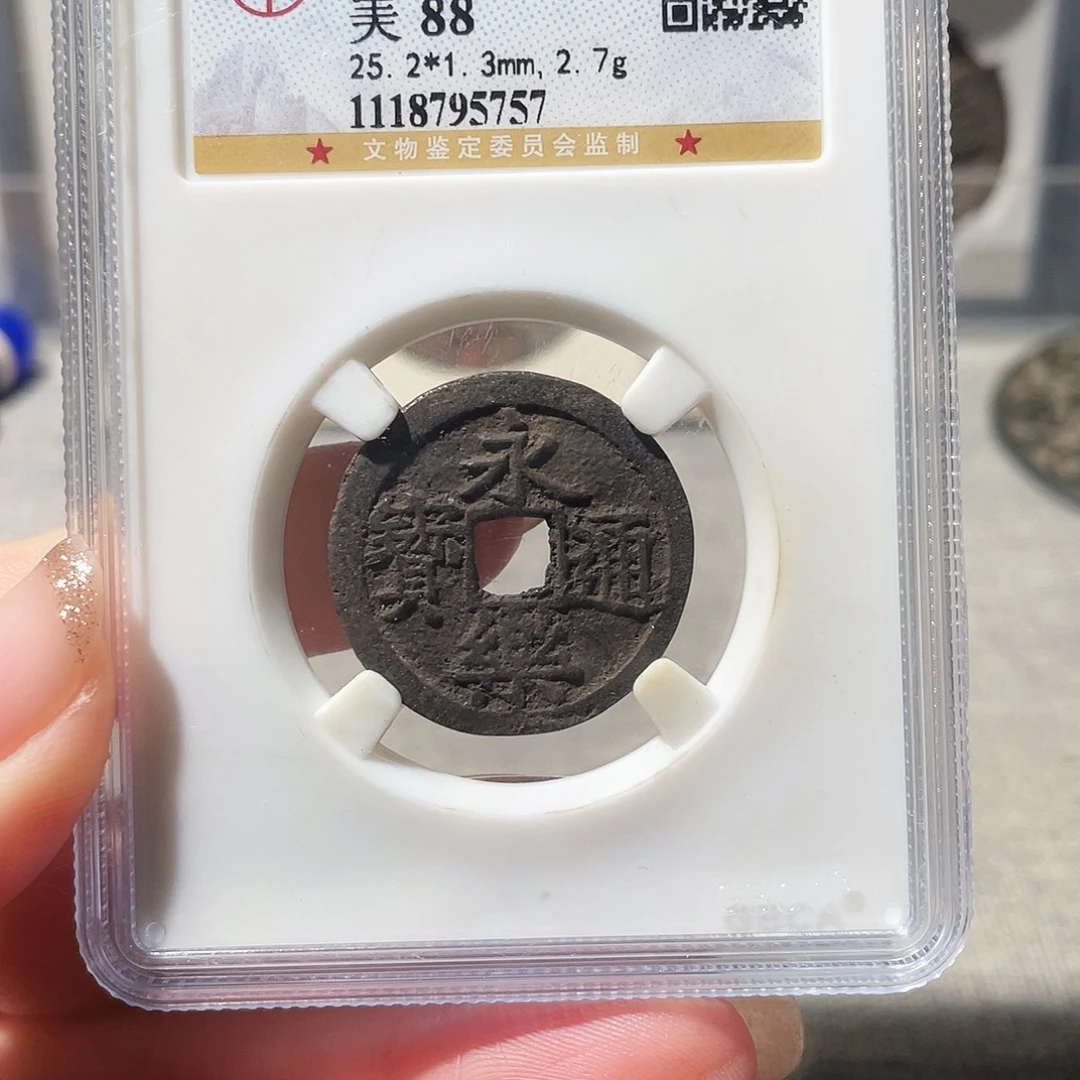 美 88
25.2*1.3mm, 2.7g
1118795757
★ 文物鉴定委员会监制 ★
永
寶 通
樂